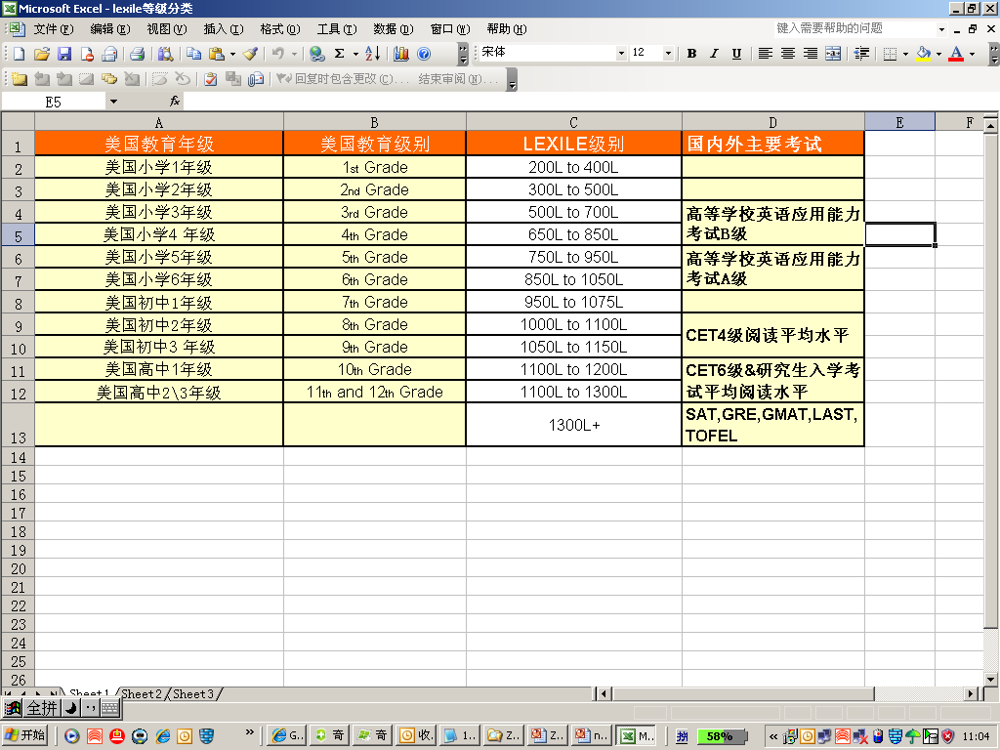 Microsoft Excel - lexile等级分类
文件(F) 编辑(E) 视图(V) 插入(I) 格式(O) 工具(T) 数据(D) 窗口(W) 帮助(H) 键入需要帮助的问题
宋体 12 B I U
回复时包含更改(C)... 结束审阅(N)...
E5 fx
A B C D E F
1 美国教育年级 美国教育级别 LEXILE级别 国内外主要考试
2 美国小学1年级 1st Grade 200L to 400L
3 美国小学2年级 2nd Grade 300L to 500L
4 美国小学3年级 3rd Grade 500L to 700L 高等学校英语应用能力
5 美国小学4 年级 4th Grade 650L to 850L 考试B级
6 美国小学5年级 5th Grade 750L to 950L 高等学校英语应用能力
7 美国小学6年级 6th Grade 850L to 1050L 考试A级
8 美国初中1年级 7th Grade 950L to 1075L
9 美国初中2年级 8th Grade 1000L to 1100L CET4级阅读平均水平
10 美国初中3 年级 9th Grade 1050L to 1150L
11 美国高中1年级 10th Grade 1100L to 1200L CET6级&研究生入学考
12 美国高中2\3年级 11th and 12th Grade 1100L to 1300L 试平均阅读水平
13 1300L+ SAT,GRE,GMAT,LAST,
TOFEL
14
15
16
17
18
19
20
21
22
23
24
25
26
Sheet1 Sheet2 Sheet3
全拼
开始 G.. 奇 奇 收. 1.. Z.. Z.. n.. M.. 58% 11:04